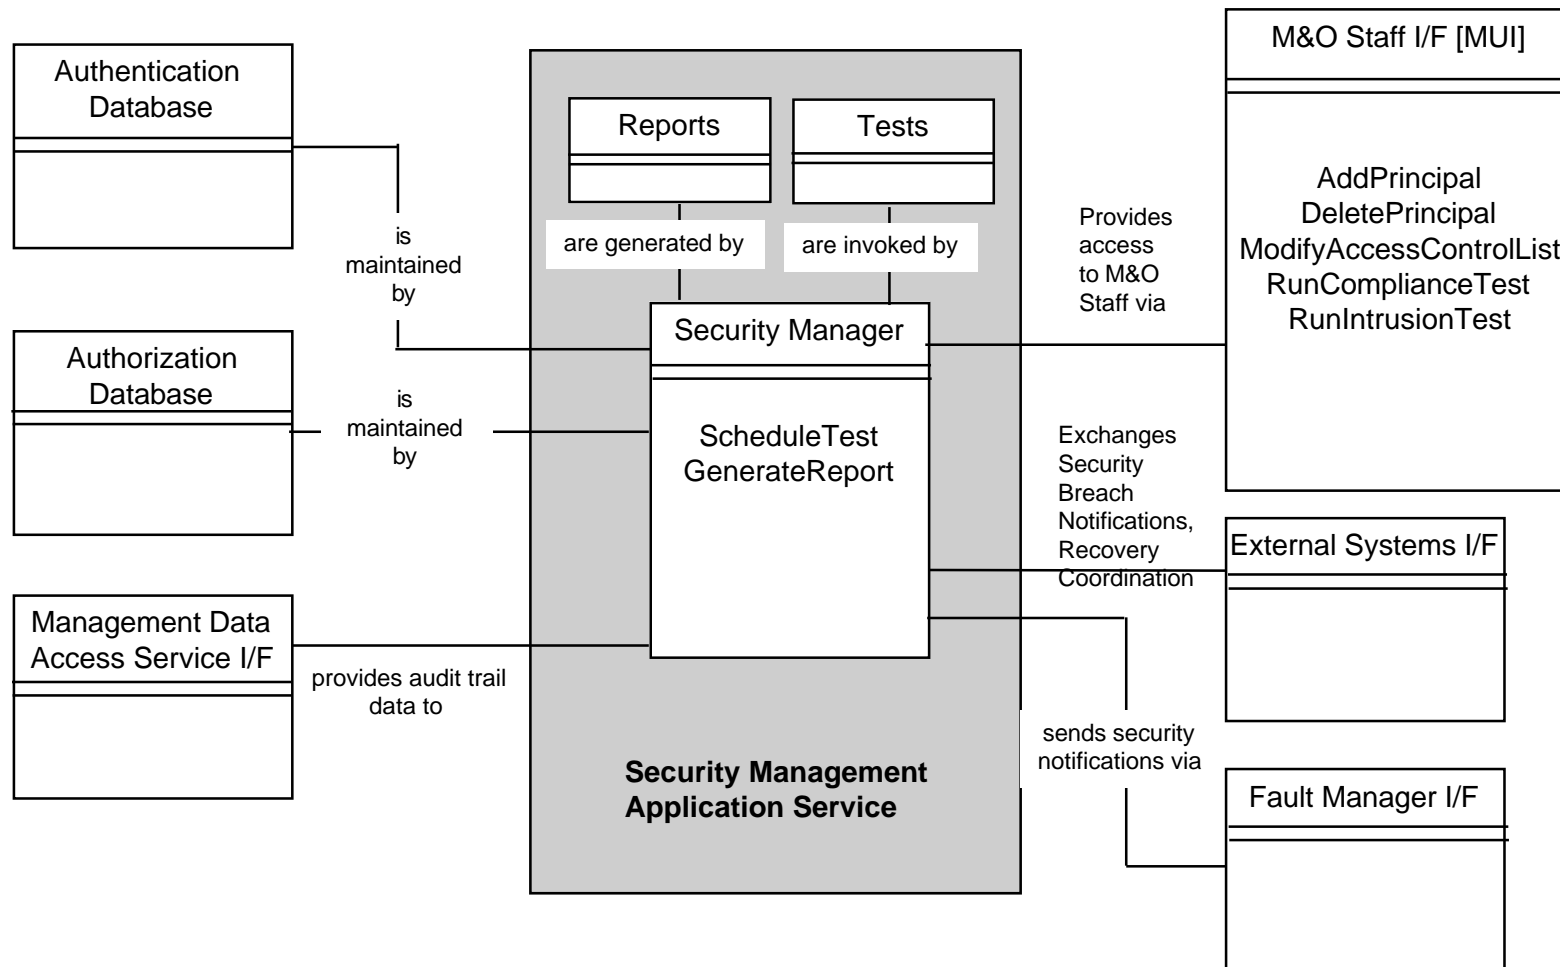 Authentication
Database
is
maintained
by
Authorization
Database
is
maintained
by
Management Data
Access Service I/F
provides audit trail
data to
Reports
Tests
are generated by
are invoked by
Security Manager
ScheduleTest
GenerateReport
Security Management
Application Service
Provides
access
to M&O
Staff via
Exchanges
Security
Breach
Notifications,
Recovery
Coordination
sends security
notifications via
M&O Staff I/F [MUI]
AddPrincipal
DeletePrincipal
ModifyAccessControlList
RunComplianceTest
RunIntrusionTest
External Systems I/F
Fault Manager I/F